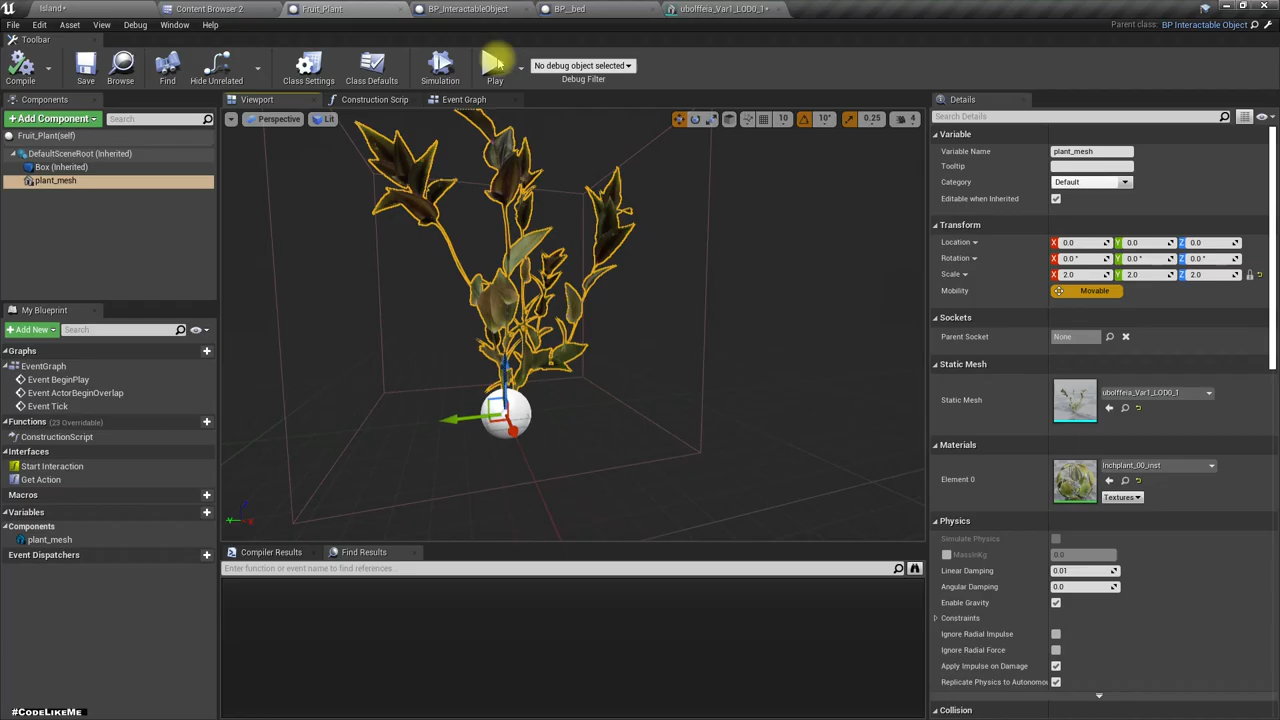 Island•
Content Browser 2
Fruit_Plant
BP_InteractableObject
BP__bed
ubolffeia_Var1_LOD0_1•
File Edit Asset View Debug Window Help
Parent class: BP Interactable Object
Toolbar
Compile
Save
Browse
Find
Hide Unrelated
Class Settings
Class Defaults
Simulation
Play
No debug object selected
Debug Filter
Components
+Add Component
Search
Fruit_Plant(self)
DefaultSceneRoot (Inherited)
Box (Inherited)
plant_mesh
My Blueprint
+Add New
Search
Graphs
EventGraph
Event BeginPlay
Event ActorBeginOverlap
Event Tick
Functions (23 Overridable)
ConstructionScript
Interfaces
Start Interaction
Get Action
Macros
Variables
Components
plant_mesh
Event Dispatchers
#CodeLikeMe
Viewport
Construction Scrip
Event Graph
Perspective
Lit
10
10°
0.25
4
Compiler Results
Find Results
Enter function or event name to find references...
Details
Search Details
Variable
Variable Name plant_mesh
Tooltip
Category Default
Editable when Inherited
Transform
Location X 0.0 Y 0.0 Z 0.0
Rotation X 0.0 ° Y 0.0 ° Z 0.0 °
Scale X 2.0 Y 2.0 Z 2.0
Mobility Movable
Sockets
Parent Socket None
Static Mesh
Static Mesh ubolffeia_Var1_LOD0_1
Materials
Element 0 Inchplant_00_inst
Textures
Physics
Simulate Physics
MassInKg 0.0
Linear Damping 0.01
Angular Damping 0.0
Enable Gravity
Constraints
Ignore Radial Impulse
Ignore Radial Force
Apply Impulse on Damage
Replicate Physics to Autonomou
Collision